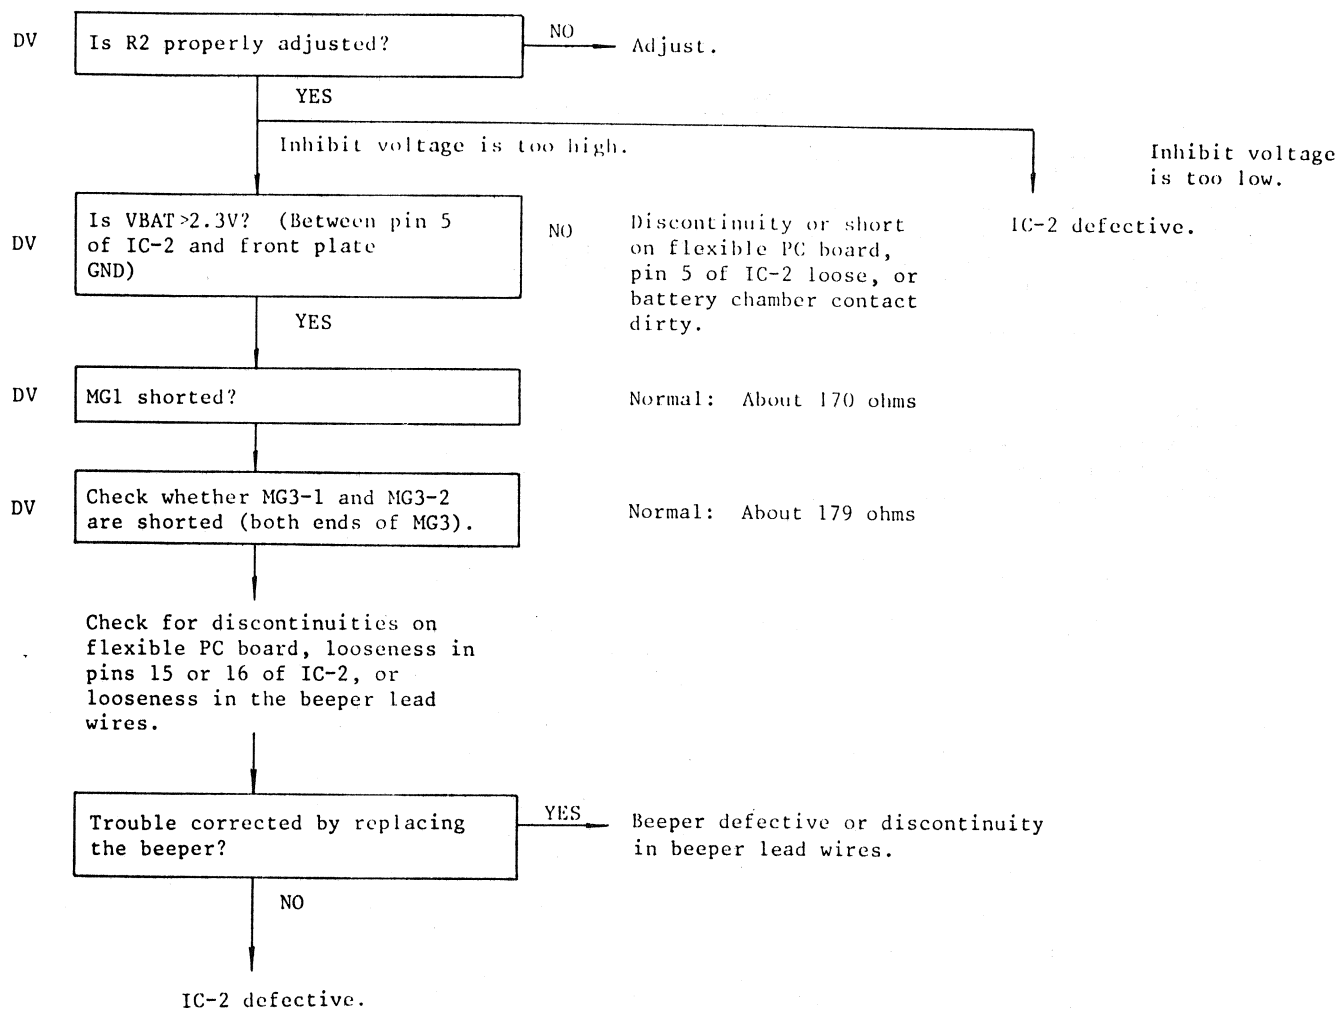 DV
Is R2 properly adjusted?
NO
Adjust.
YES
Inhibit voltage is too high.
Inhibit voltage
is too low.
DV
Is VBAT>2.3V? (Between pin 5
of IC-2 and front plate
GND)
NO
Discontinuity or short
on flexible PC board,
pin 5 of IC-2 loose, or
battery chamber contact
dirty.
IC-2 defective.
YES
DV
MG1 shorted?
Normal: About 170 ohms
DV
Check whether MG3-1 and MG3-2
are shorted (both ends of MG3).
Normal: About 179 ohms
Check for discontinuities on
flexible PC board, looseness in
pins 15 or 16 of IC-2, or
looseness in the beeper lead
wires.
Trouble corrected by replacing
the beeper?
YES
Beeper defective or discontinuity
in beeper lead wires.
NO
IC-2 defective.